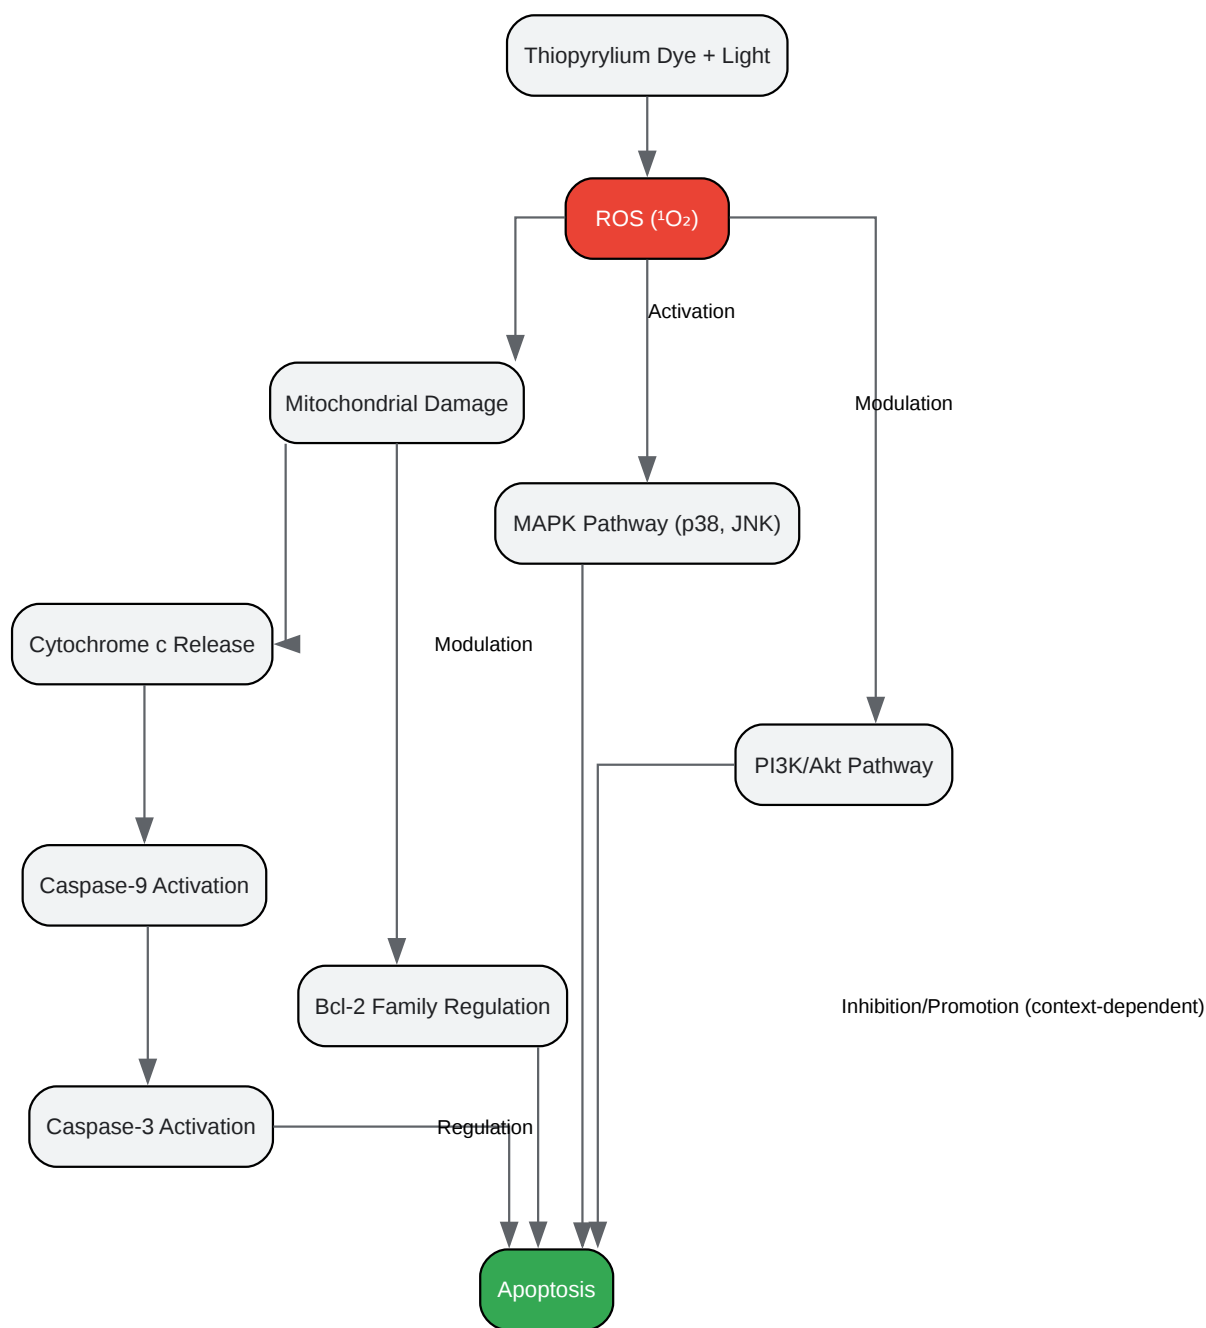 Thiopyrylium Dye + Light
ROS (¹O₂)
Activation
Mitochondrial Damage
Modulation
MAPK Pathway (p38, JNK)
Cytochrome c Release
Modulation
PI3K/Akt Pathway
Caspase-9 Activation
Bcl-2 Family Regulation
Inhibition/Promotion (context-dependent)
Caspase-3 Activation
Regulation
Apoptosis